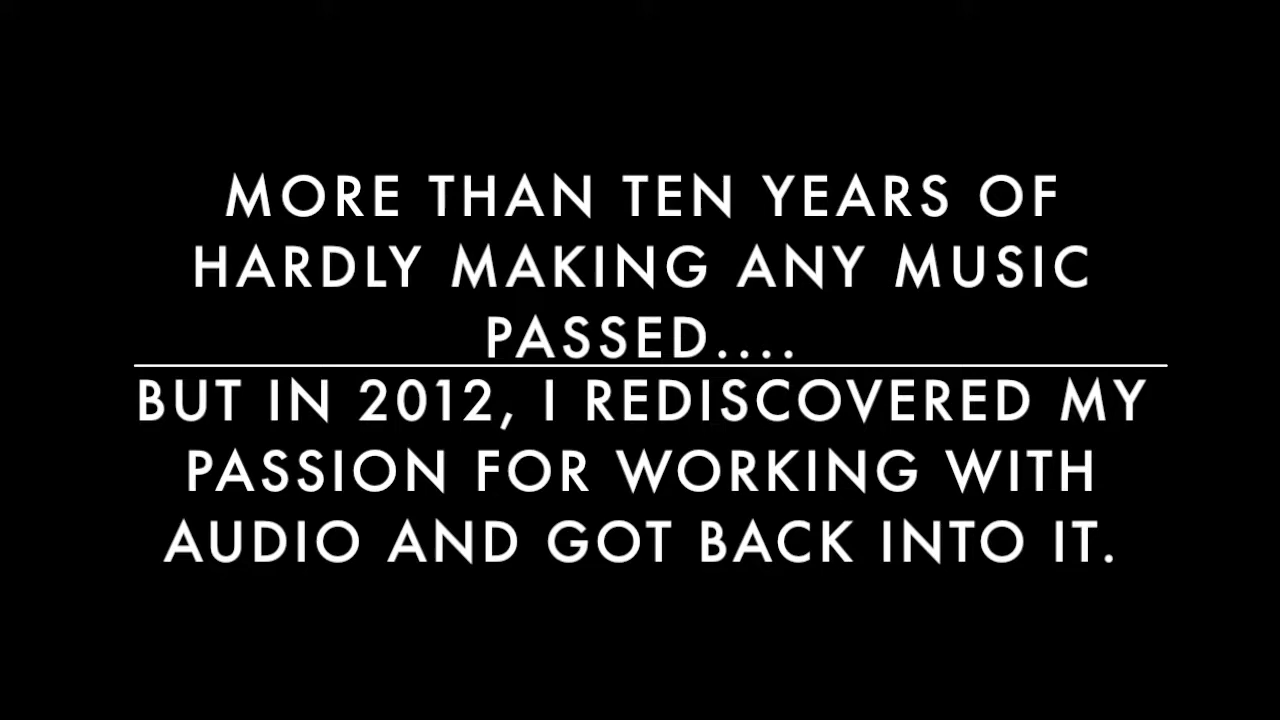 MORE THAN TEN YEARS OF
HARDLY MAKING ANY MUSIC
PASSED....
BUT IN 2012, I REDISCOVERED MY
PASSION FOR WORKING WITH
AUDIO AND GOT BACK INTO IT.